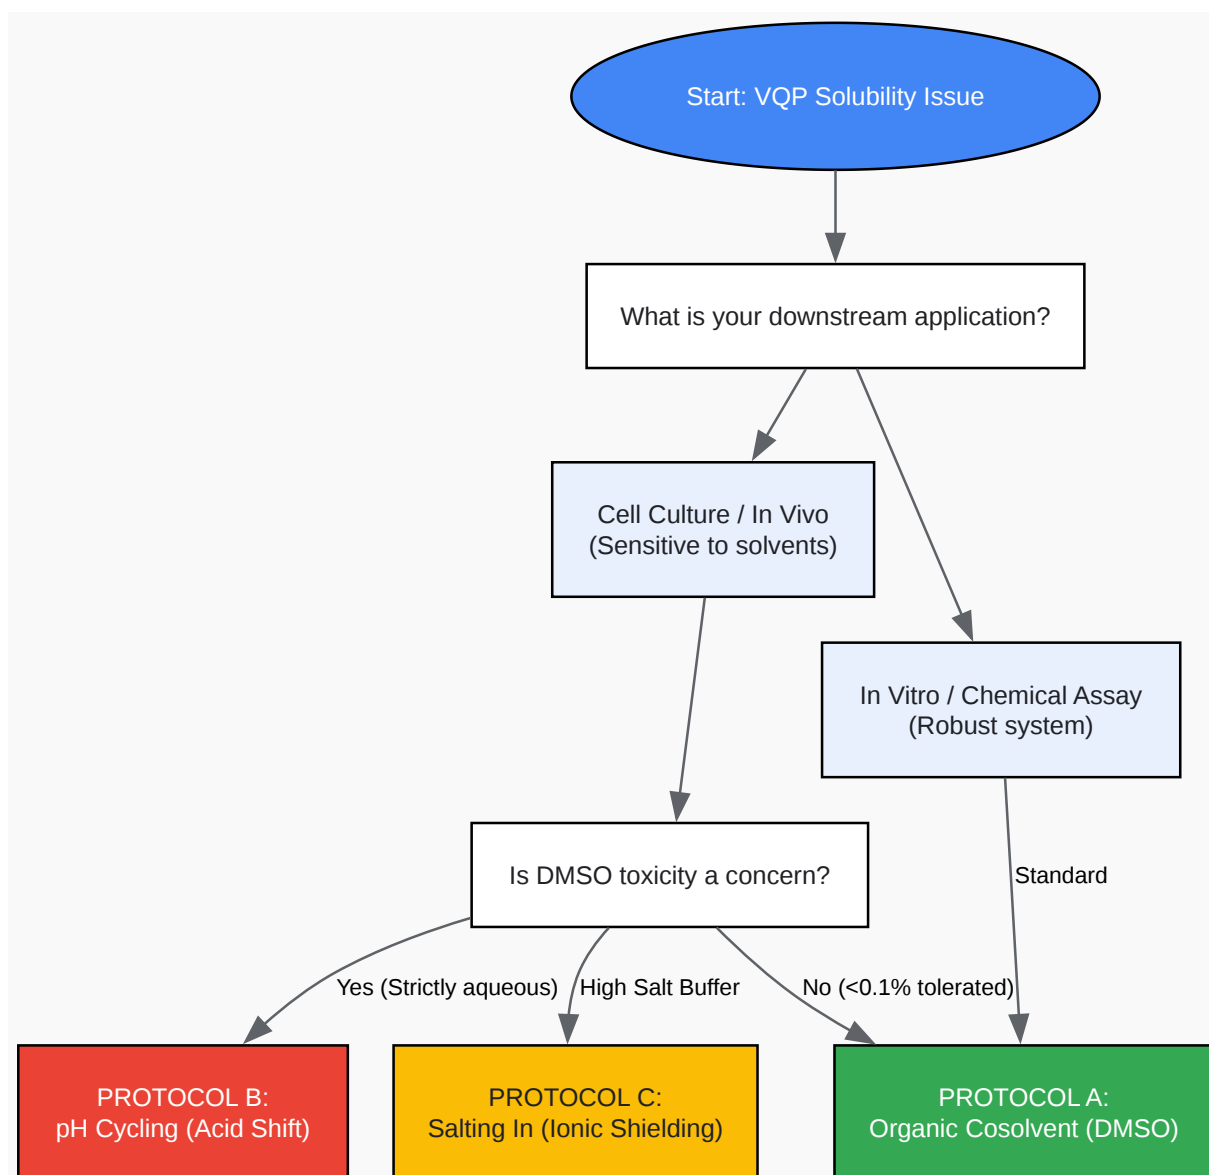 Start: VQP Solubility Issue
What is your downstream application?
Cell Culture / In Vivo
(Sensitive to solvents)
In Vitro / Chemical Assay
(Robust system)
Is DMSO toxicity a concern?
Standard
Yes (Strictly aqueous)
High Salt Buffer
No (<0.1% tolerated)
PROTOCOL B:
pH Cycling (Acid Shift)
PROTOCOL C:
Salting In (Ionic Shielding)
PROTOCOL A:
Organic Cosolvent (DMSO)